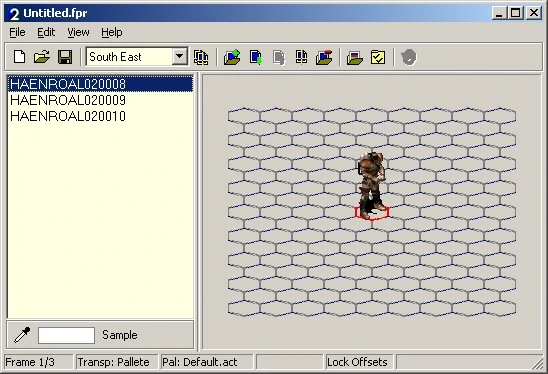 2 Untitled.fpr
File Edit View Help
South East
HAENROAL020008
HAENROAL020009
HAENROAL020010
Sample
Frame 1/3 Transp: Pallete Pal: Default.act Lock Offsets